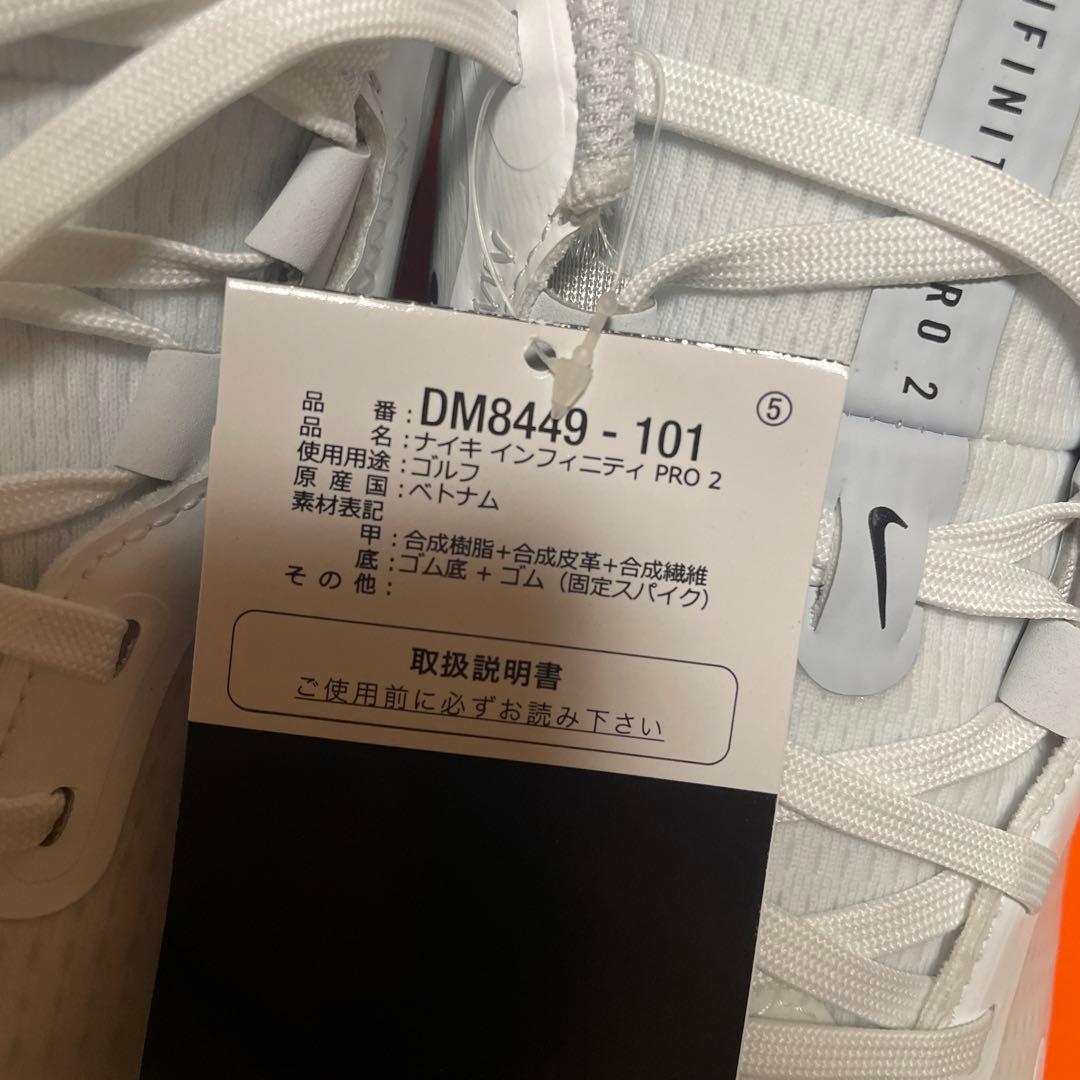 ⑤
品番:DM8449-101
品名:ナイキ インフィニティ PRO 2
使用用途:ゴルフ
原産国:ベトナム
素材表記
甲:合成樹脂+合成皮革+合成繊維
底:ゴム底+ゴム(固定スパイク)
その他:
取扱説明書
ご使用前に必ずお読み下さい
RO 2